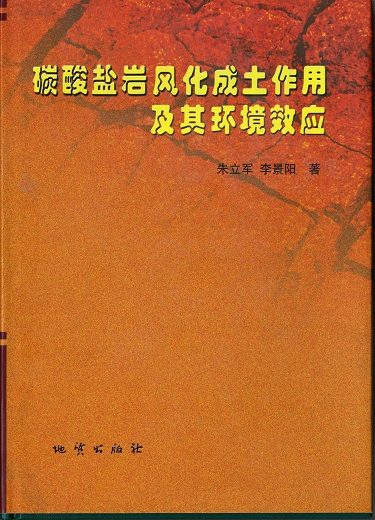 碳酸盐岩风化成土作用
及其环境效应
朱立军 李景阳 著
地质出版社